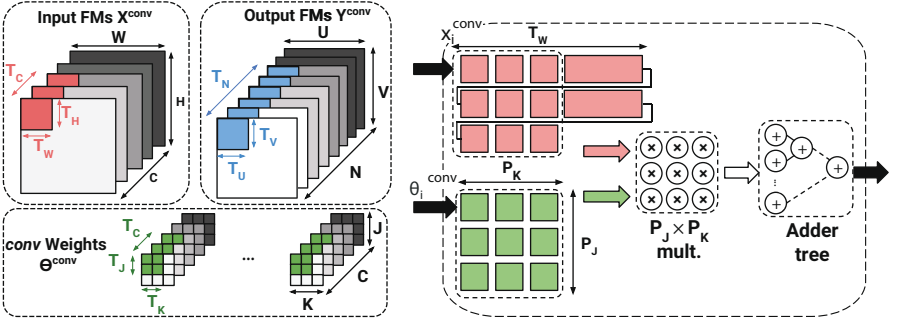 Input FMs X^conv
W
T_C
T_H
T_W
H
C
Output FMs Y^conv
U
T_N
T_V
T_U
V
N
conv Weights
Θ^conv
T_C
T_J
T_K
...
J
K
C
X_i^conv
T_W
P_K
θ_i^conv
P_J
× × ×
× × ×
× × ×
P_J × P_K
mult.
+
+
+
+
⋮
+
Adder
tree